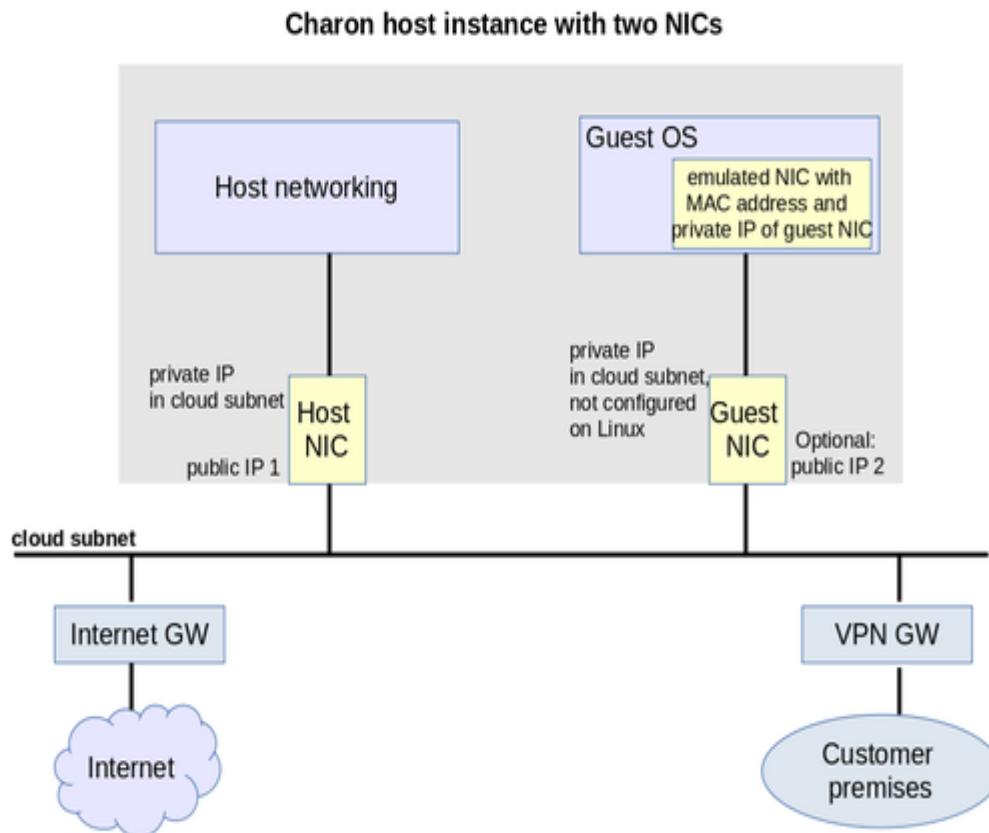 Charon host instance with two NICs
Host networking
Guest OS
emulated NIC with
MAC address and
private IP of guest NIC
private IP
in cloud subnet
Host
NIC
public IP 1
private IP
in cloud subnet,
not configured
on Linux
Guest
NIC
Optional:
public IP 2
cloud subnet
Internet GW
VPN GW
Internet
Customer
premises